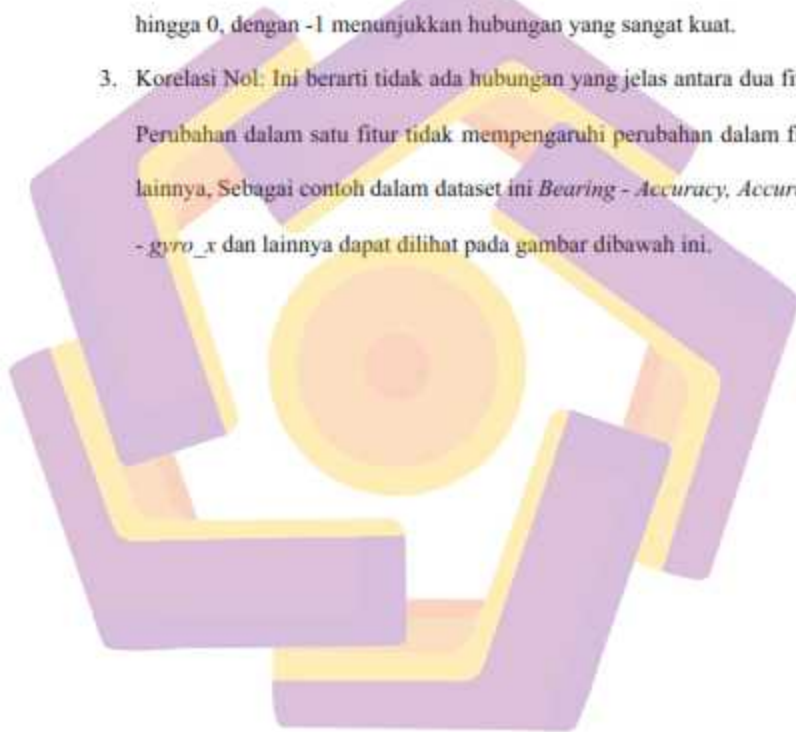 hingga 0, dengan -1 menunjukkan hubungan yang sangat kuat.
3. Korelasi Nol: Ini berarti tidak ada hubungan yang jelas antara dua
Perubahan dalam satu fitur tidak mempengaruhi perubahan dalam
lainnya, Sebagai contoh dalam dataset ini Bearing - Accuracy,
- gyro_x dan lainnya dapat dilihat pada gambar dibawah ini.